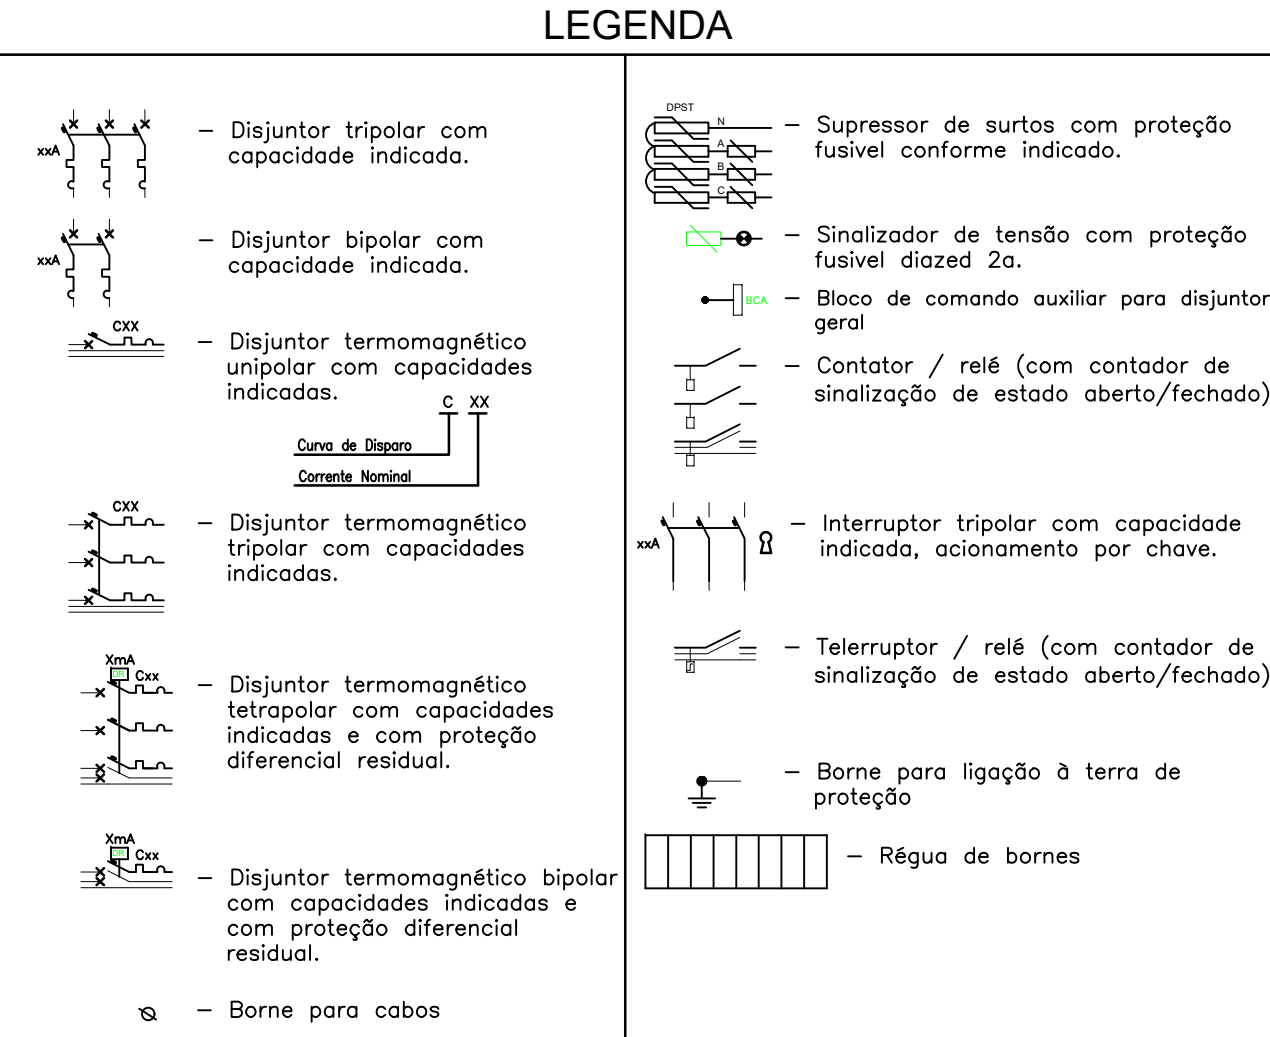 LEGENDA
xxA
– Disjuntor tripolar com
capacidade indicada.
xxA
– Disjuntor bipolar com
capacidade indicada.
CXX
– Disjuntor termomagnético
unipolar com capacidades
indicadas.
C XX
Curva de Disparo
Corrente Nominal
CXX
– Disjuntor termomagnético
tripolar com capacidades
indicadas.
XmA
DR Cxx
– Disjuntor termomagnético
tetrapolar com capacidades
indicadas e com proteção
diferencial residual.
XmA
DR Cxx
– Disjuntor termomagnético bipolar
com capacidades indicadas e
com proteção diferencial
residual.
– Borne para cabos
DPST
N
A
B
C
– Supressor de surtos com proteção
fusivel conforme indicado.
– Sinalizador de tensão com proteção
fusivel diazed 2a.
BCA
– Bloco de comando auxiliar para disjuntor
geral
– Contator / relé (com contador de
sinalização de estado aberto/fechado)
xxA
– Interruptor tripolar com capacidade
indicada, acionamento por chave.
– Telerruptor / relé (com contador de
sinalização de estado aberto/fechado)
– Borne para ligação à terra de
proteção
– Régua de bornes